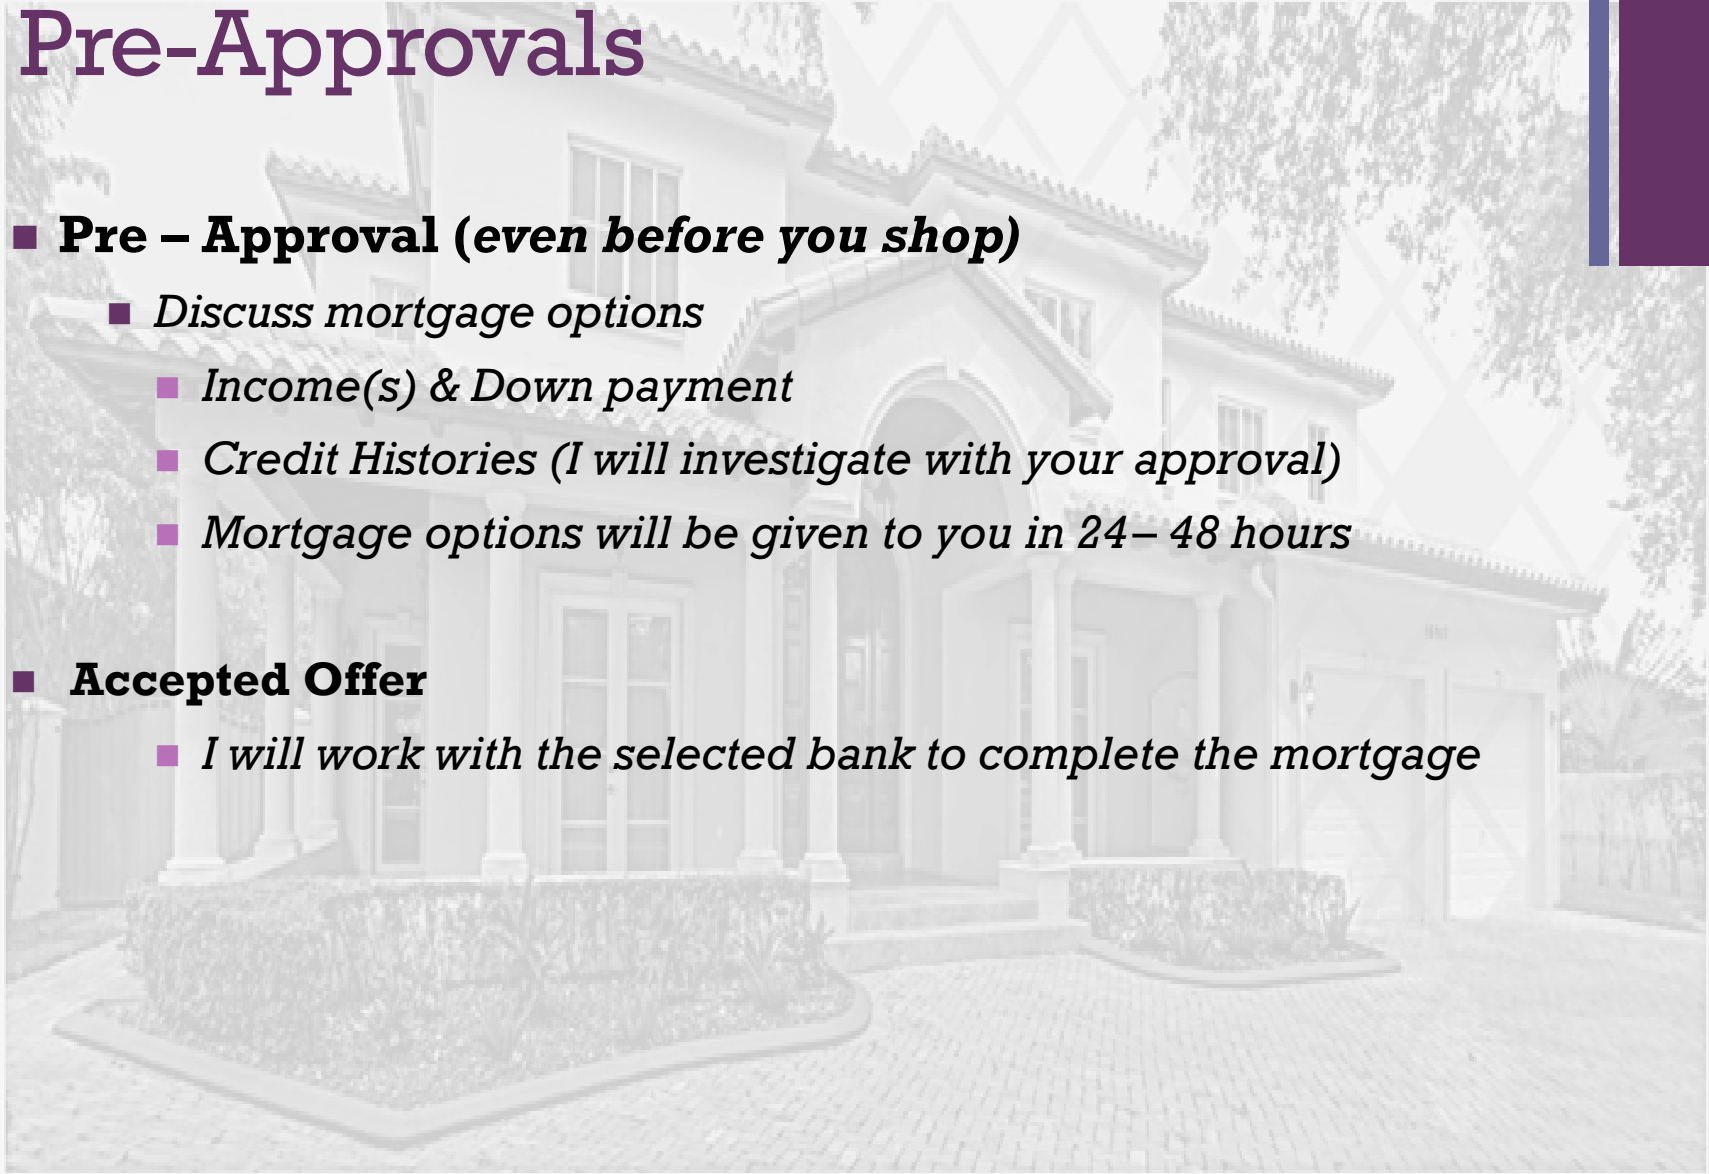 Pre-Approvals
Pre – Approval (even before you shop)
Discuss mortgage options
Income(s) & Down payment
Credit Histories (I will investigate with your approval)
Mortgage options will be given to you in 24– 48 hours
Accepted Offer
I will work with the selected bank to complete the mortgage